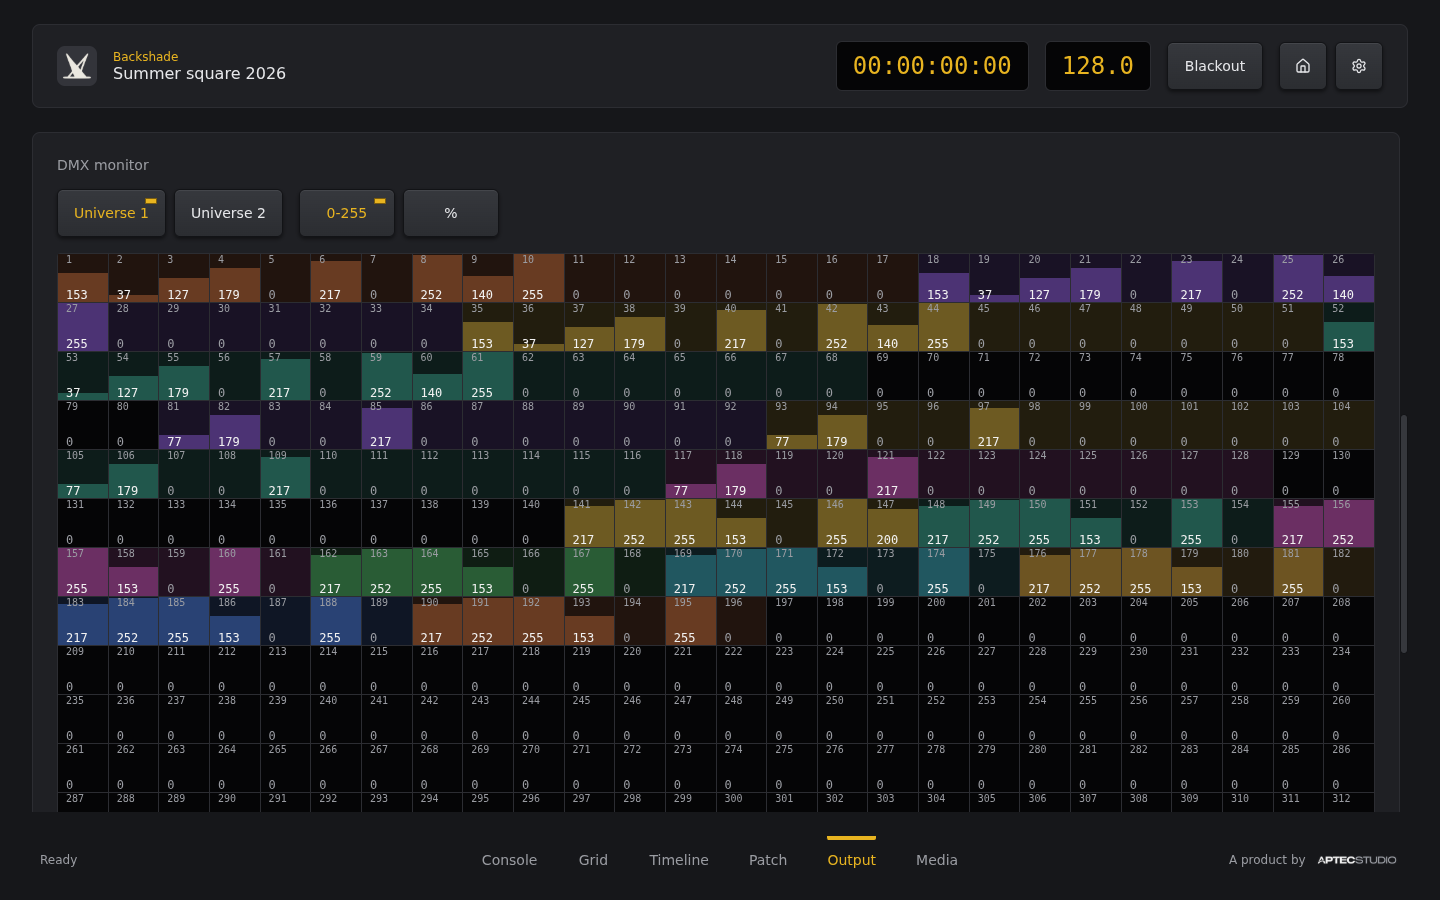 Backshade
Summer square 2026
00:00:00:00 128.0 Blackout
DMX monitor
Universe 1 Universe 2 0-255 %
1 2 3 4 5 6 7 8 9 10 11 12 13 14 15 16 17 18 19 20 21 22 23 24 25 26
153 37 127 179 0 217 0 252 140 255 0 0 0 0 0 0 0 153 37 127 179 0 217 0 252 140
27 28 29 30 31 32 33 34 35 36 37 38 39 40 41 42 43 44 45 46 47 48 49 50 51 52
255 0 0 0 0 0 0 0 153 37 127 179 0 217 0 252 140 255 0 0 0 0 0 0 0 153
53 54 55 56 57 58 59 60 61 62 63 64 65 66 67 68 69 70 71 72 73 74 75 76 77 78
37 127 179 0 217 0 252 140 255 0 0 0 0 0 0 0 0 0 0 0 0 0 0 0 0 0
79 80 81 82 83 84 85 86 87 88 89 90 91 92 93 94 95 96 97 98 99 100 101 102 103 104
0 0 77 179 0 0 217 0 0 0 0 0 0 0 77 179 0 0 217 0 0 0 0 0 0 0
105 106 107 108 109 110 111 112 113 114 115 116 117 118 119 120 121 122 123 124 125 126 127 128 129 130
77 179 0 0 217 0 0 0 0 0 0 0 77 179 0 0 217 0 0 0 0 0 0 0 0 0
131 132 133 134 135 136 137 138 139 140 141 142 143 144 145 146 147 148 149 150 151 152 153 154 155 156
0 0 0 0 0 0 0 0 0 0 217 252 255 153 0 255 200 217 252 255 153 0 255 0 217 252
157 158 159 160 161 162 163 164 165 166 167 168 169 170 171 172 173 174 175 176 177 178 179 180 181 182
255 153 0 255 0 217 252 255 153 0 255 0 217 252 255 153 0 255 0 217 252 255 153 0 255 0
183 184 185 186 187 188 189 190 191 192 193 194 195 196 197 198 199 200 201 202 203 204 205 206 207 208
217 252 255 153 0 255 0 217 252 255 153 0 255 0 0 0 0 0 0 0 0 0 0 0 0 0
209 210 211 212 213 214 215 216 217 218 219 220 221 222 223 224 225 226 227 228 229 230 231 232 233 234
0 0 0 0 0 0 0 0 0 0 0 0 0 0 0 0 0 0 0 0 0 0 0 0 0 0
235 236 237 238 239 240 241 242 243 244 245 246 247 248 249 250 251 252 253 254 255 256 257 258 259 260
0 0 0 0 0 0 0 0 0 0 0 0 0 0 0 0 0 0 0 0 0 0 0 0 0 0
261 262 263 264 265 266 267 268 269 270 271 272 273 274 275 276 277 278 279 280 281 282 283 284 285 286
0 0 0 0 0 0 0 0 0 0 0 0 0 0 0 0 0 0 0 0 0 0 0 0 0 0
287 288 289 290 291 292 293 294 295 296 297 298 299 300 301 302 303 304 305 306 307 308 309 310 311 312
Ready Console Grid Timeline Patch Output Media A product by APTECSTUDIO